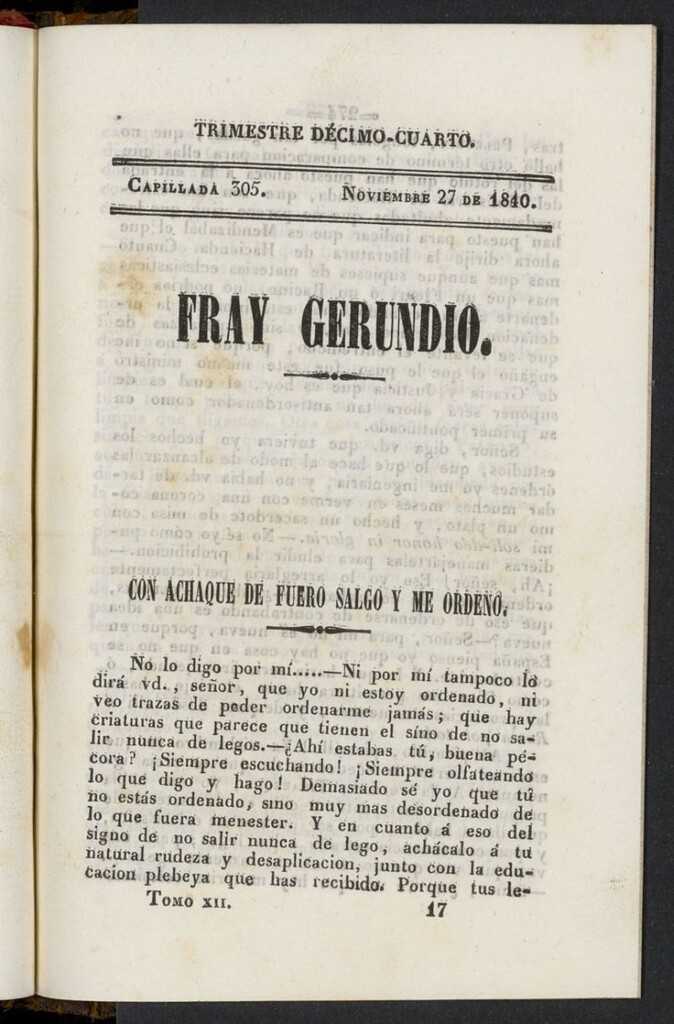 TRIMESTRE DÉCIMO-CUARTO.
CAPILLADA 305. NOVIEMBRE 27 DE 1840.
FRAY GERUNDIO.
CON ACHAQUE DE FUERO SALGO Y ME ORDENO.
No lo digo por mí.....—Ni por mí tampoco lo
dirá vd., señor, que yo ni estoy ordenado, ni
veo trazas de poder ordenarme jamás; que hay
criaturas que parece que tienen el sino de no sa-
lir nunca de legos.—¿Ahí estabas tú, buena pé-
cora? ¡Siempre escuchando! ¡Siempre olfateando
lo que digo y hago! Demasiado sé yo que tú
no estás ordenado, sino muy mas desordenado de
lo que fuera menester. Y en cuanto á eso del
signo de no salir nunca de lego, achácalo á tu
natural rudeza y desaplicacion, junto con la edu-
cacion plebeya que has recibido. Porque tus le-
TOMO XII. 17